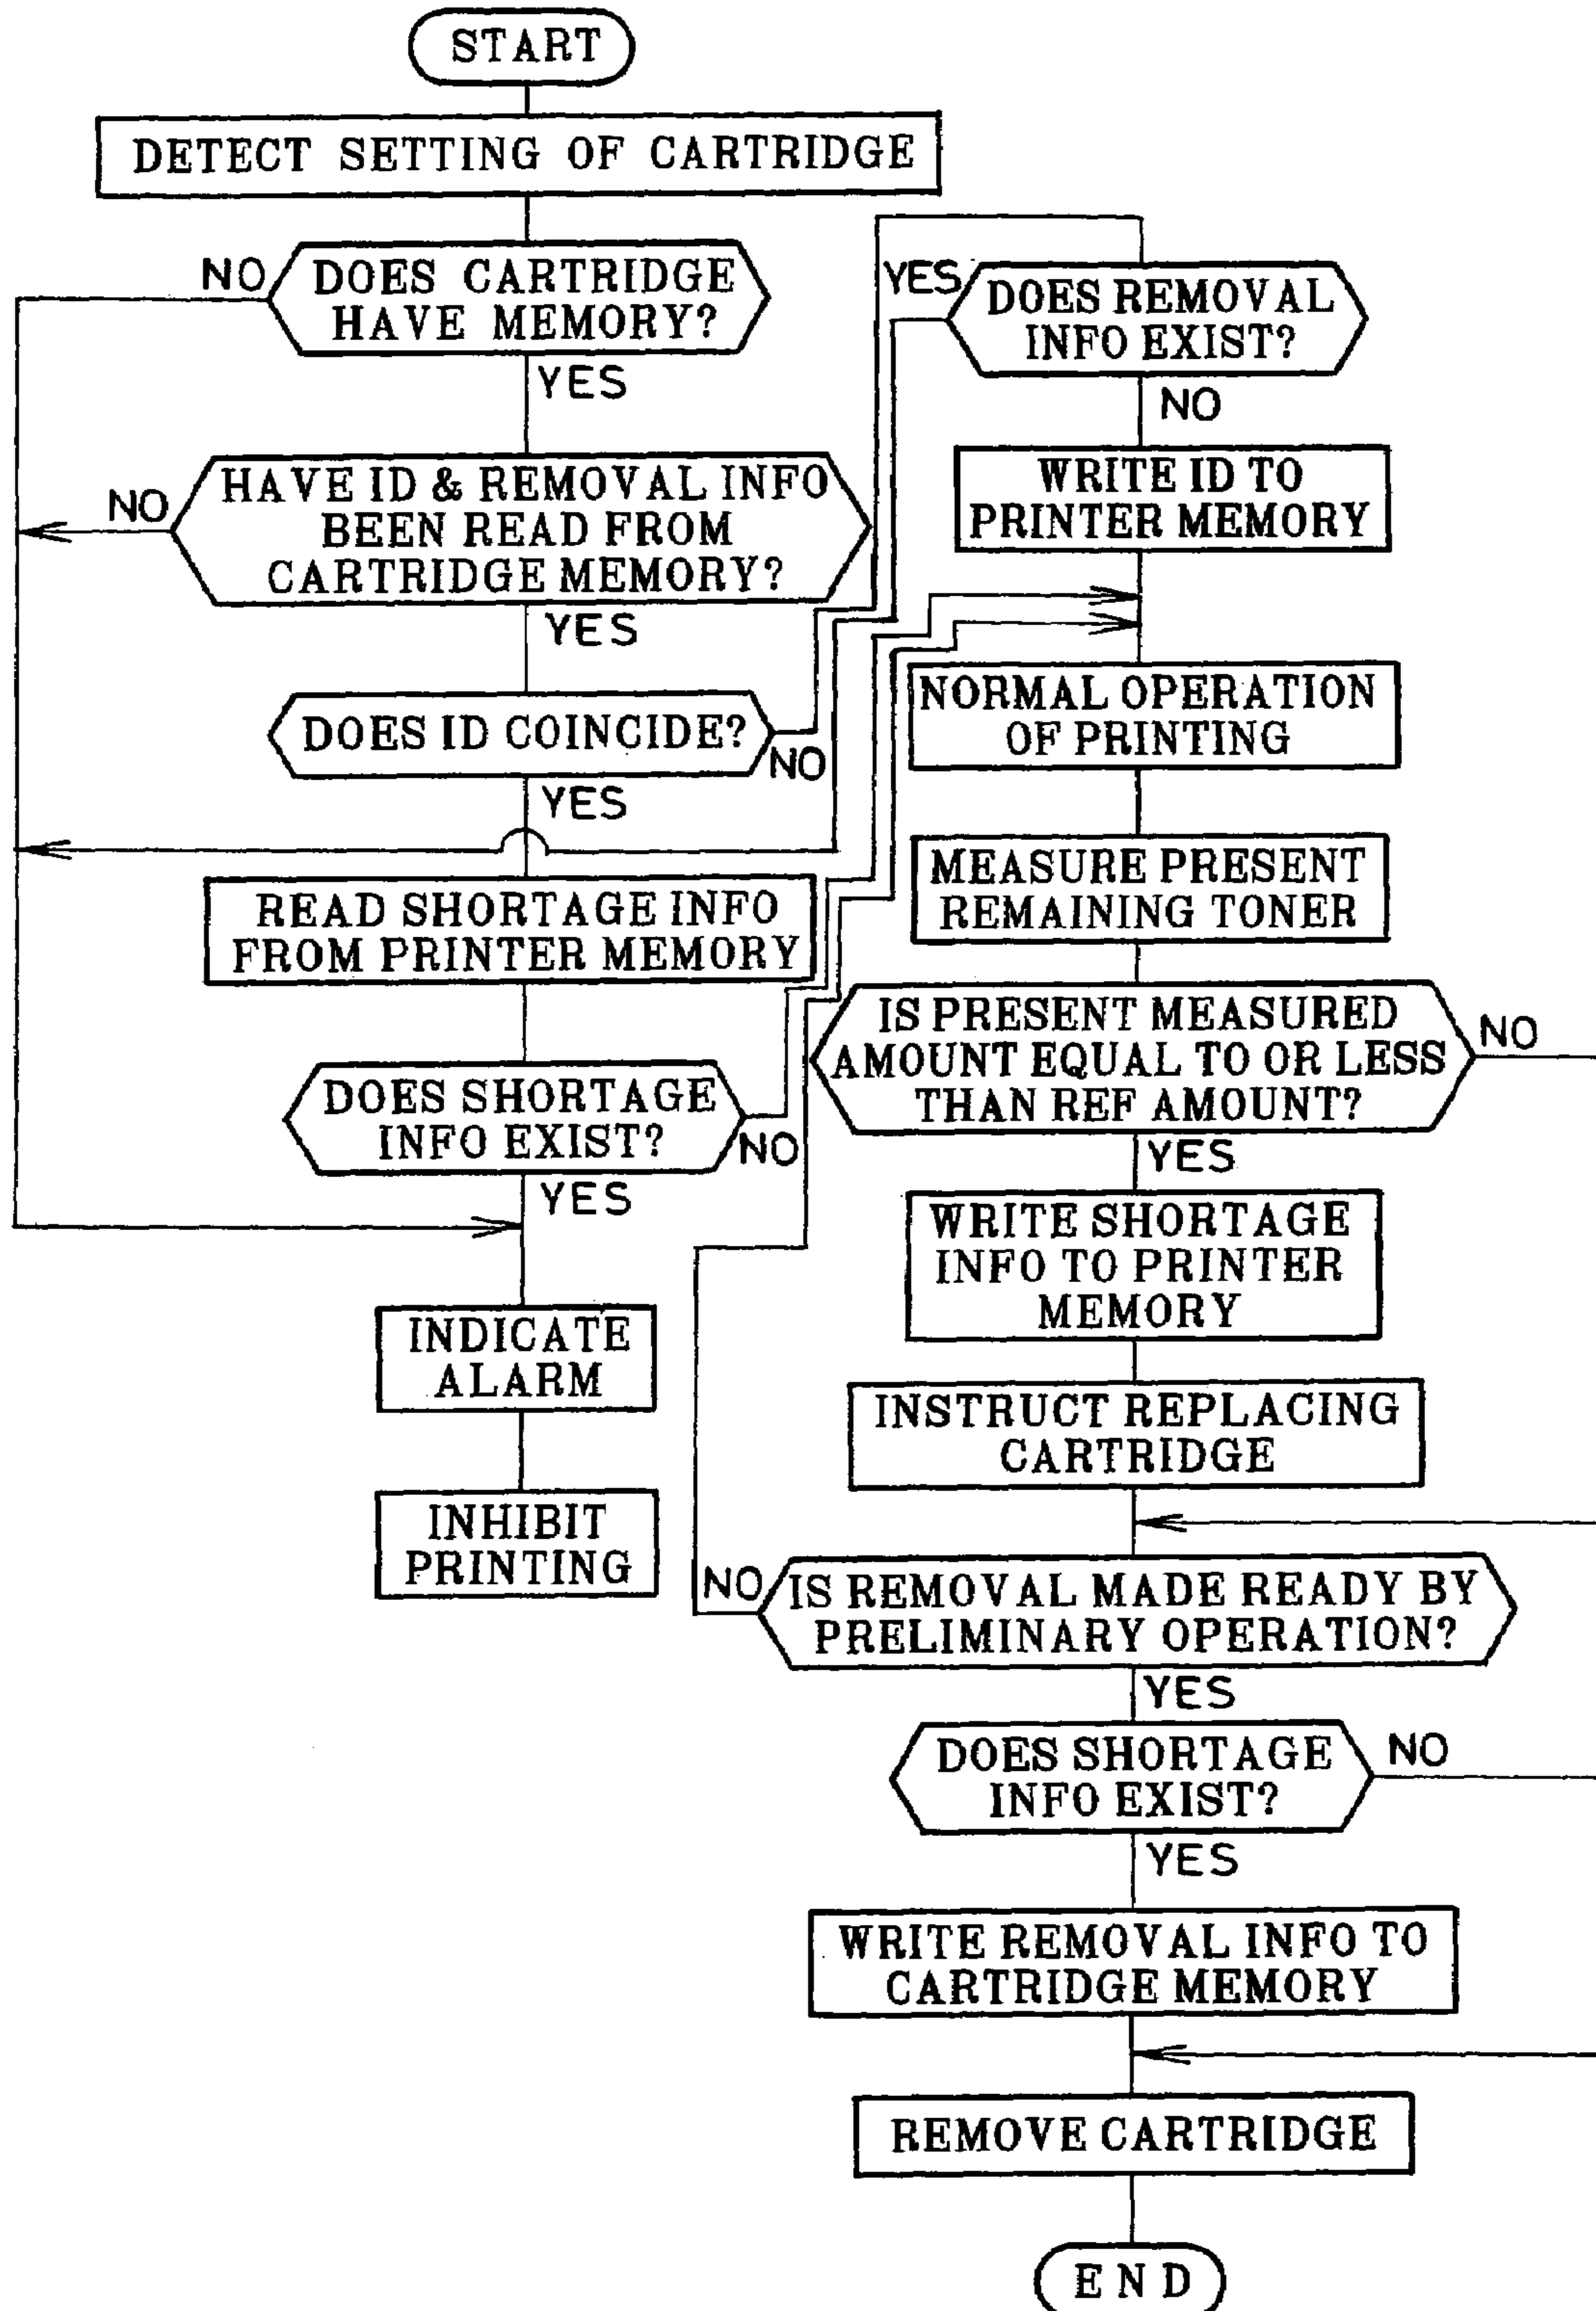 START
DETECT SETTING OF CARTRIDGE
NO
DOES CARTRIDGE
HAVE MEMORY?
YES
NO
HAVE ID & REMOVAL INFO
BEEN READ FROM
CARTRIDGE MEMORY?
YES
DOES ID COINCIDE?
NO
YES
READ SHORTAGE INFO
FROM PRINTER MEMORY
DOES SHORTAGE
INFO EXIST?
NO
YES
INDICATE
ALARM
INHIBIT
PRINTING
YES
DOES REMOVAL
INFO EXIST?
NO
WRITE ID TO
PRINTER MEMORY
NORMAL OPERATION
OF PRINTING
MEASURE PRESENT
REMAINING TONER
IS PRESENT MEASURED
AMOUNT EQUAL TO OR LESS
THAN REF AMOUNT?
NO
YES
WRITE SHORTAGE
INFO TO PRINTER
MEMORY
INSTRUCT REPLACING
CARTRIDGE
NO
IS REMOVAL MADE READY BY
PRELIMINARY OPERATION?
YES
DOES SHORTAGE
INFO EXIST?
NO
YES
WRITE REMOVAL INFO TO
CARTRIDGE MEMORY
REMOVE CARTRIDGE
END